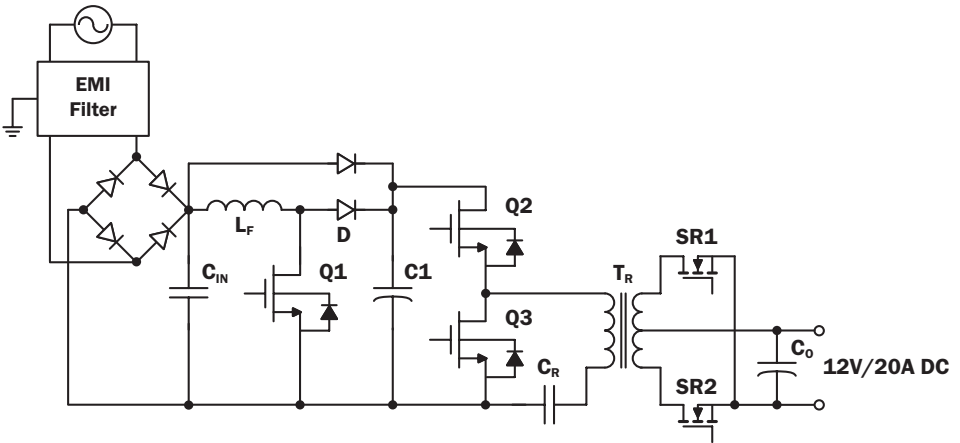 EMI
Filter
L_F
D
C_IN
Q1
C1
Q2
Q3
C_R
T_R
SR1
SR2
C_O
12V/20A DC